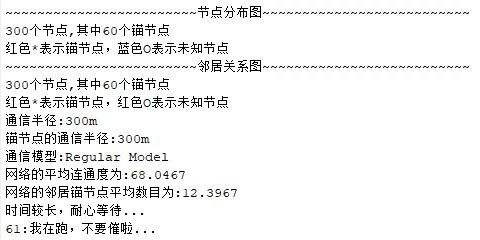 ~~~~~~~~~~~~~~~~~~~~~~~~节点分布图~~~~~~~~~~~~~~~~~~~~~~~~~~
300个节点,其中60个锚节点
红色*表示锚节点，蓝色O表示未知节点
~~~~~~~~~~~~~~~~~~~~~~~~邻居关系图~~~~~~~~~~~~~~~~~~~~~~~~~~
300个节点,其中60个锚节点
红色*表示锚节点，红色O表示未知节点
通信半径:300m
锚节点的通信半径:300m
通信模型:Regular Model
网络的平均连通度为:68.0467
网络的邻居锚节点平均数目为:12.3967
时间较长，耐心等待...
61:我在跑，不要催啦...